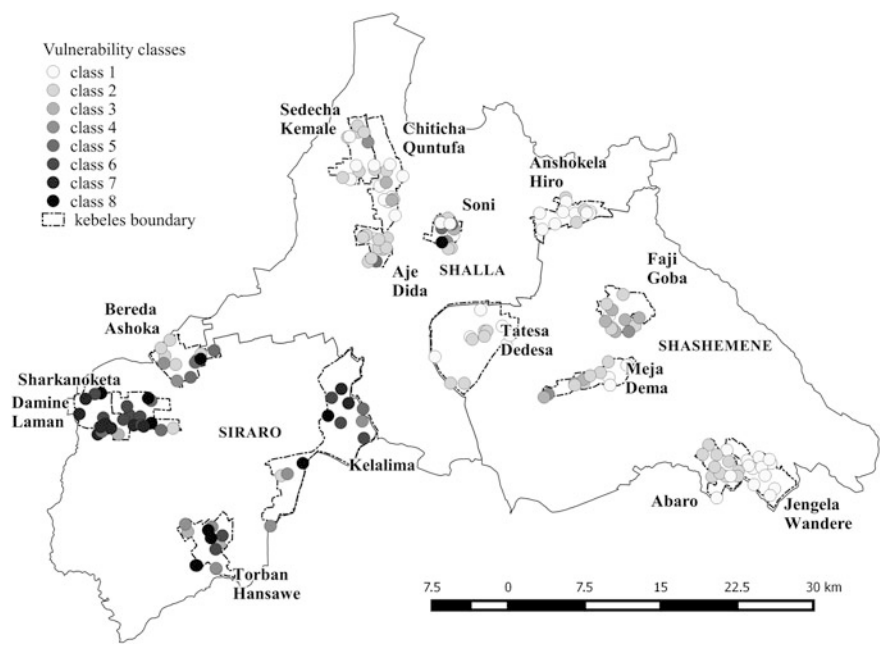 Vulnerability classes
class 1
class 2
class 3
class 4
class 5
class 6
class 7
class 8
kebeles boundary
Sedecha
Kemale
Chiticha
Quntufa
Anshokela
Hiro
Soni
Aje
Dida
SHALLA
Faji
Goba
Bereda
Ashoka
Tatesa
Dedesa
SHASHEMENE
Meja
Dema
Sharkanoketa
Damine
Laman
SIRARO
Kelalima
Abaro
Jengela
Wandere
Torban
Hansawe
7.5 0 7.5 15 22.5 30 km